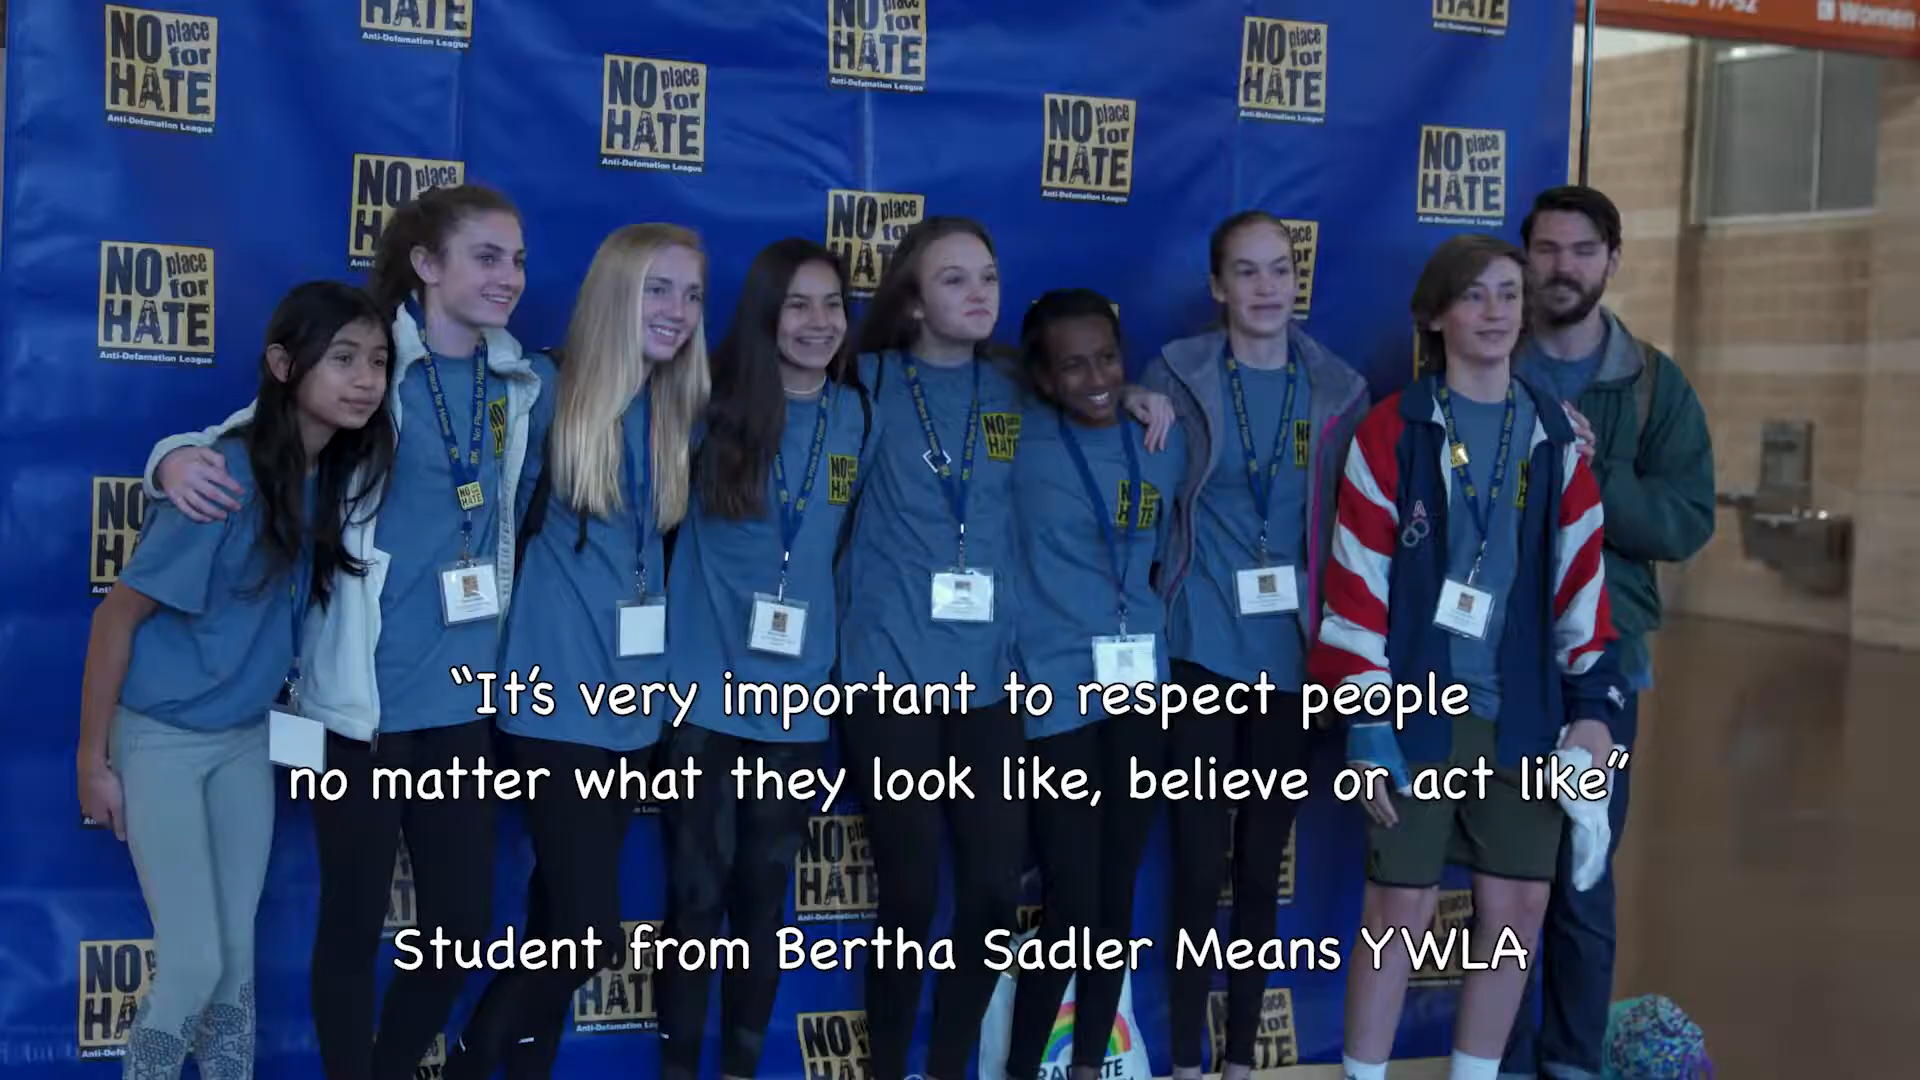 NO place for HATE
Anti-Defamation League
Women
“It's very important to respect people
no matter what they look like, believe or act like”
Student from Bertha Sadler Means YWLA